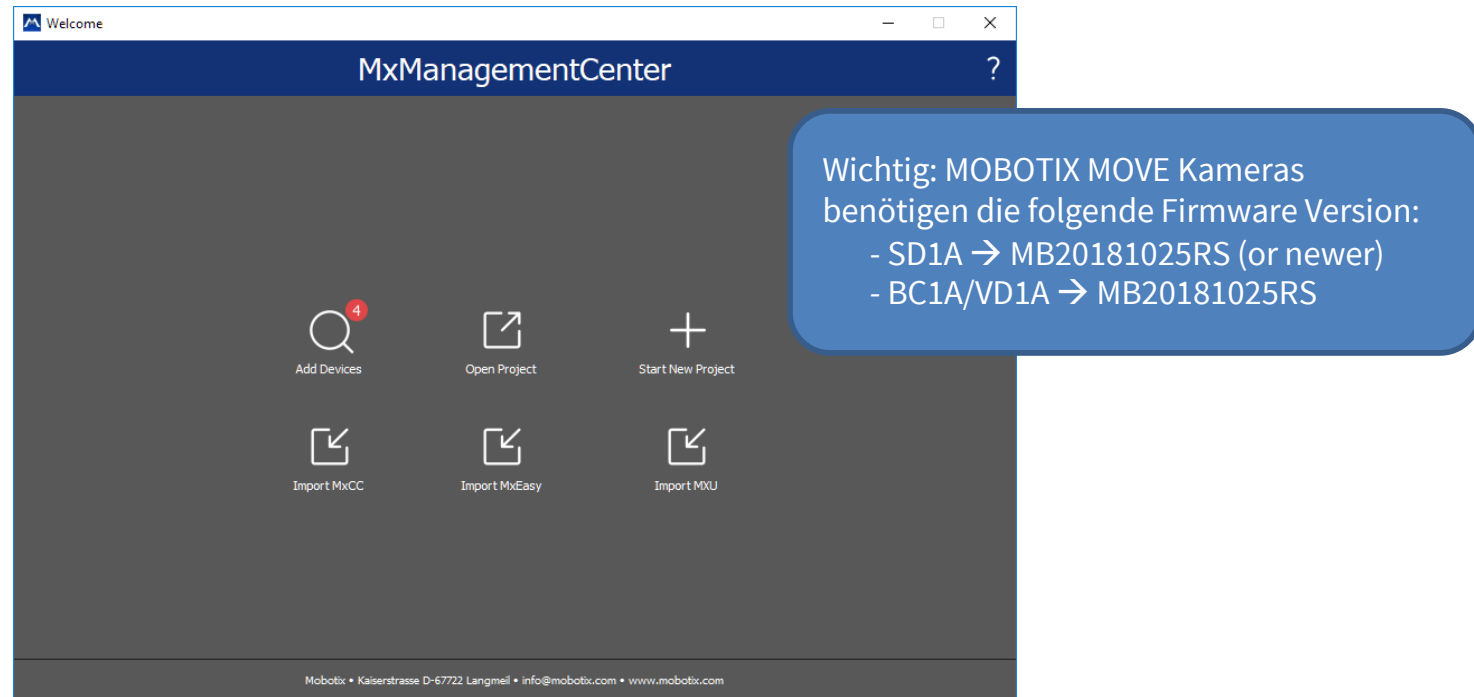 Welcome
MxManagementCenter
?
Wichtig: MOBOTIX MOVE Kameras
benötigen die folgende Firmware Version:
- SD1A → MB20181025RS (or newer)
- BC1A/VD1A → MB20181025RS
4
Add Devices
Open Project
Start New Project
Import MxCC
Import MxEasy
Import MXU
Mobotix • Kaiserstrasse D-67722 Langmeil • info@mobotix.com • www.mobotix.com